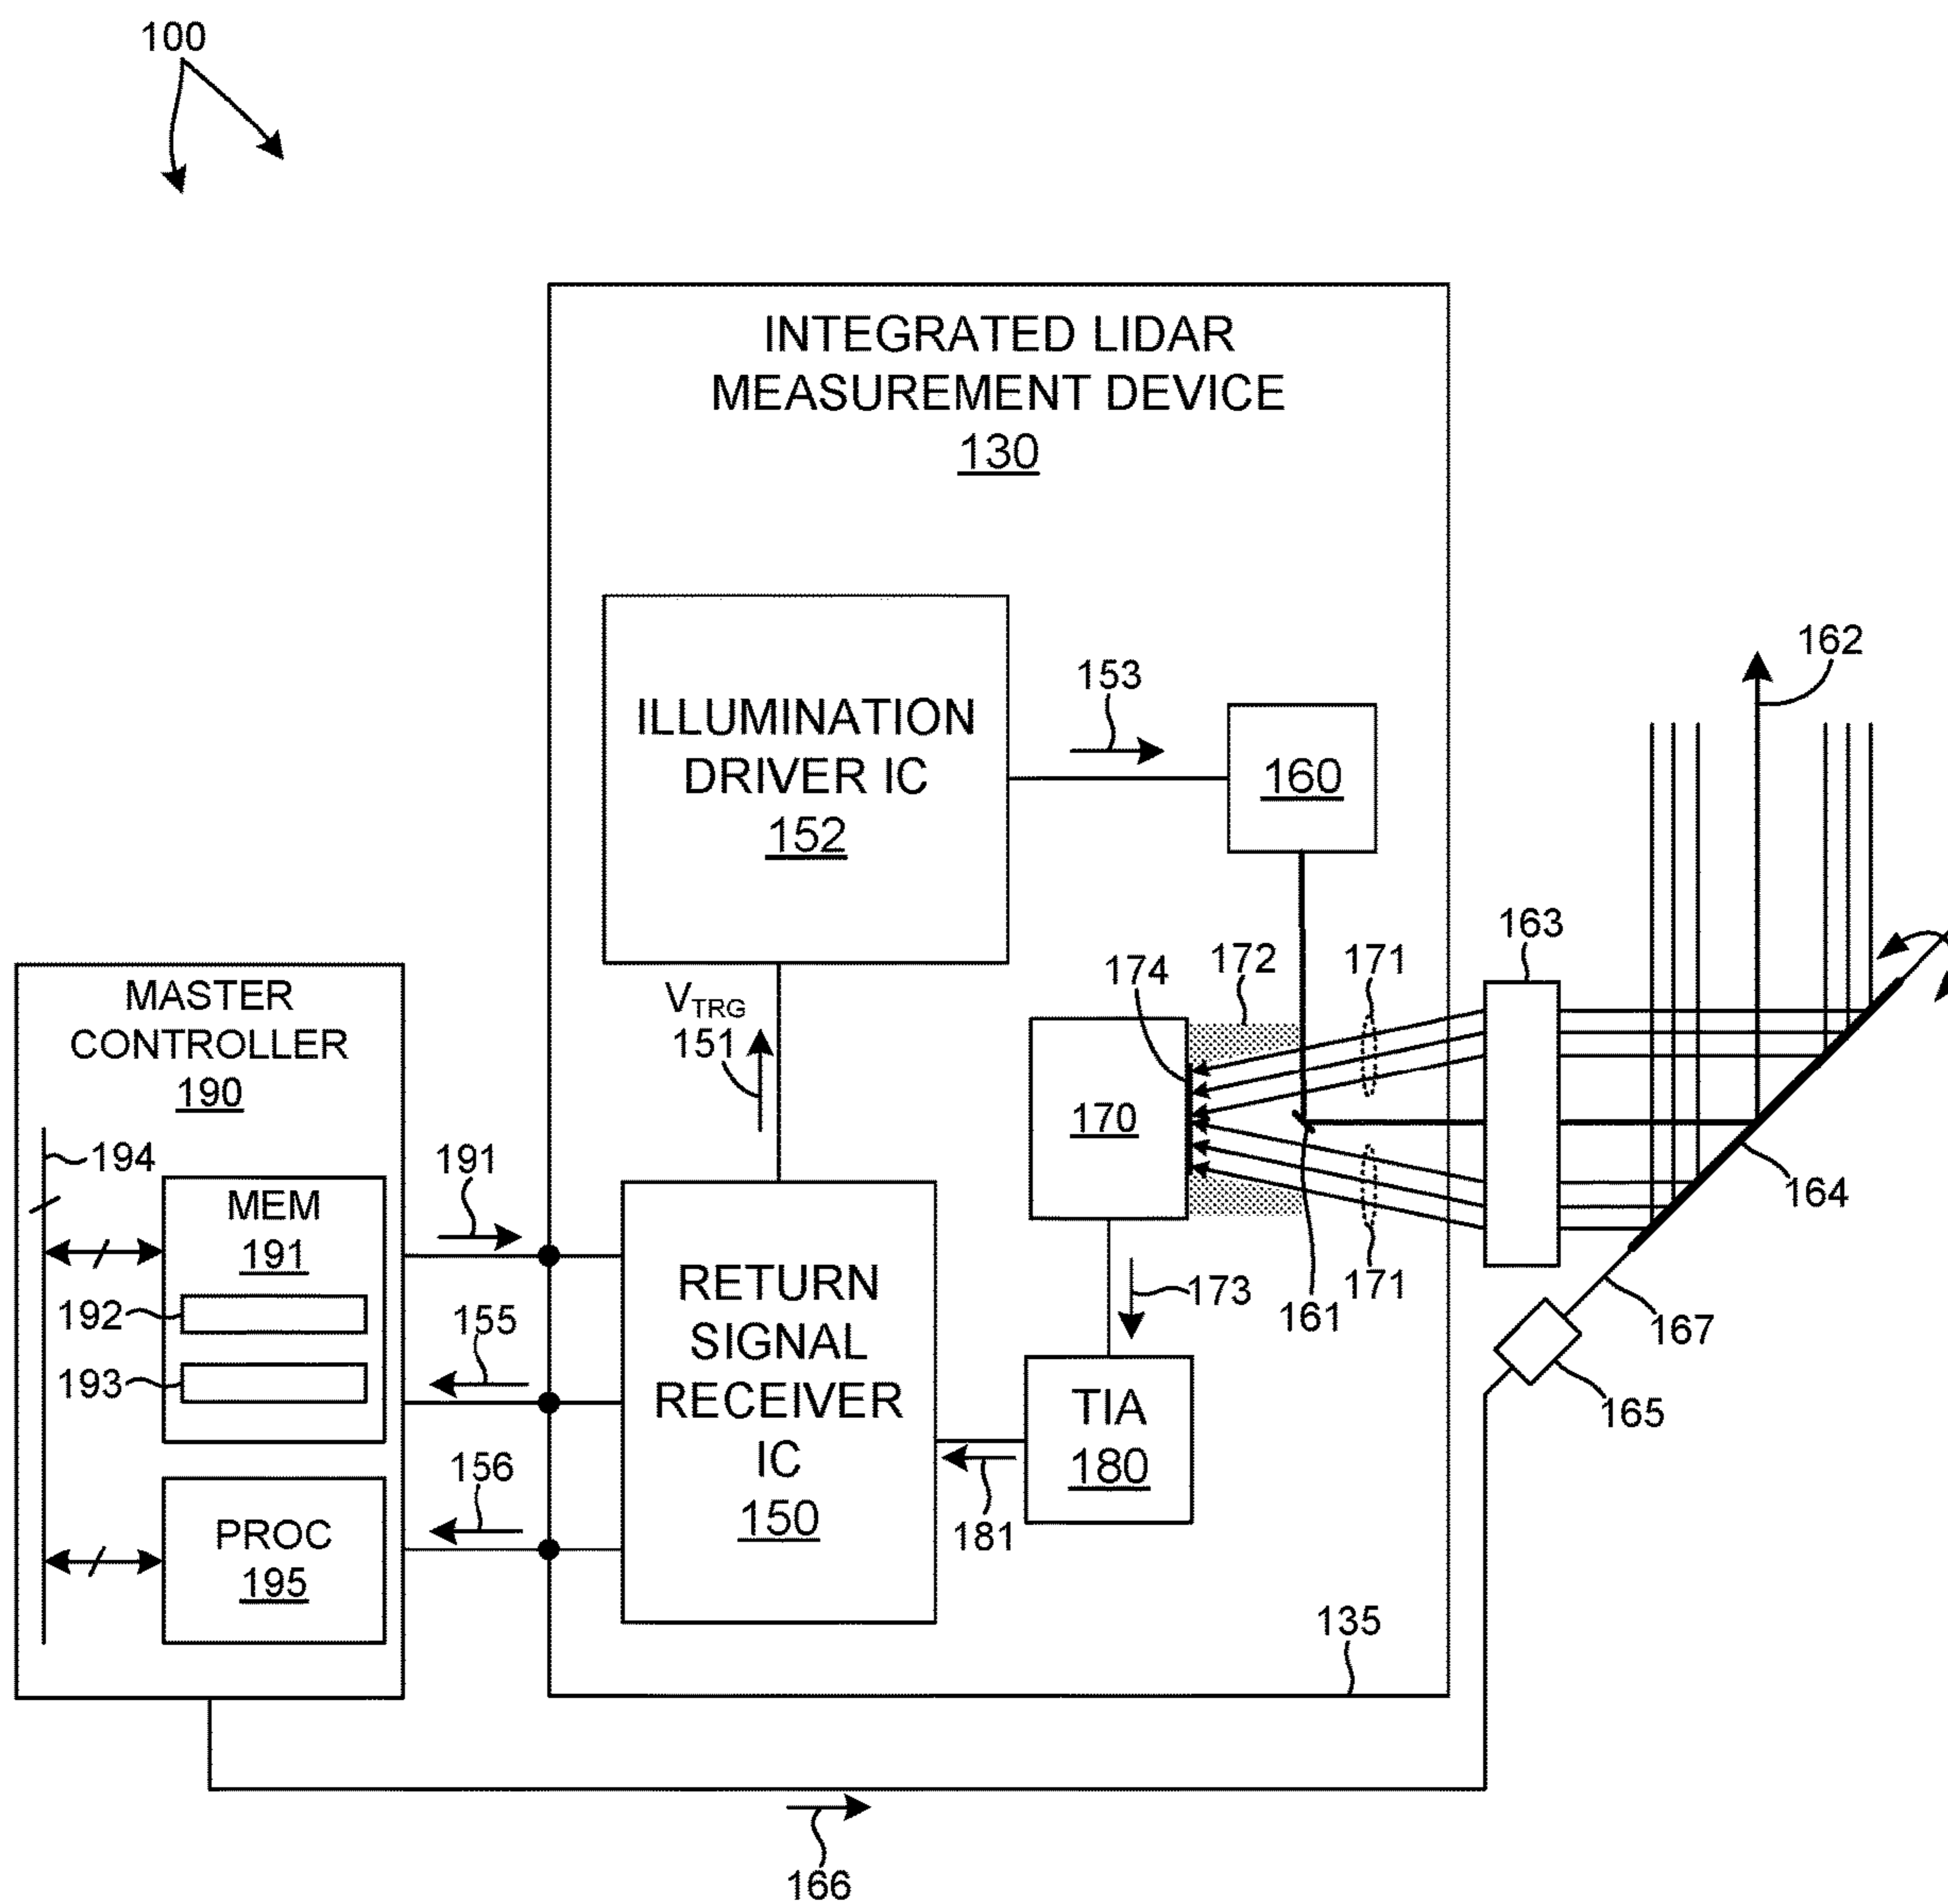 100
INTEGRATED LIDAR
MEASUREMENT DEVICE
130
ILLUMINATION
DRIVER IC
152
153
160
162
163
V_TRG
151
174
172
171
170
164
MASTER
CONTROLLER
190
194
MEM
191
192
193
PROC
195
191
155
156
RETURN
SIGNAL
RECEIVER
IC
150
173
161
171
167
165
TIA
180
181
135
166